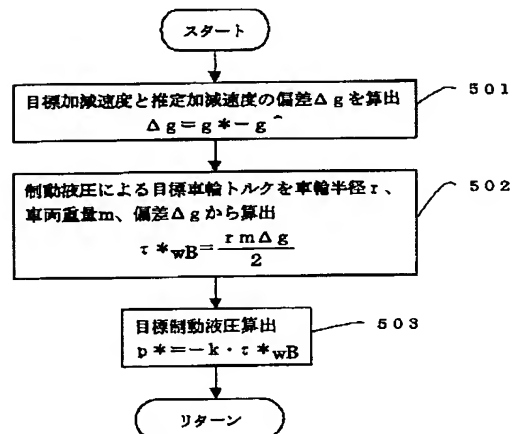 スタート
目標加減速度と推定加減速度の偏差Δgを算出
Δg=g*-g^
501
制動液圧による目標車輪トルクを車輪半径r、
車両重量m、偏差Δgから算出
τ*wB=rmΔg/2
502
目標制動液圧算出
p*=-k・τ*wB
503
リターン